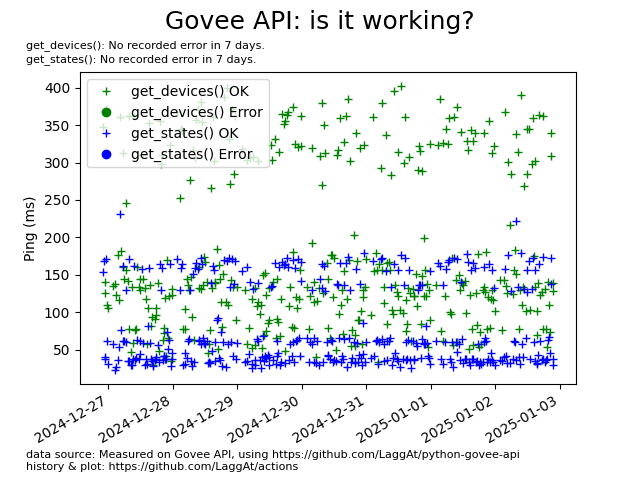 Govee API: is it working?
get_devices(): No recorded error in 7 days.
get_states(): No recorded error in 7 days.
400
350
300
250
200
150
100
50
Ping (ms)
get_devices() OK
get_devices() Error
get_states() OK
get_states() Error
2024-12-27
2024-12-28
2024-12-29
2024-12-30
2024-12-31
2025-01-01
2025-01-02
2025-01-03
data source: Measured on Govee API, using https://github.com/LaggAt/python-govee-api
history & plot: https://github.com/LaggAt/actions